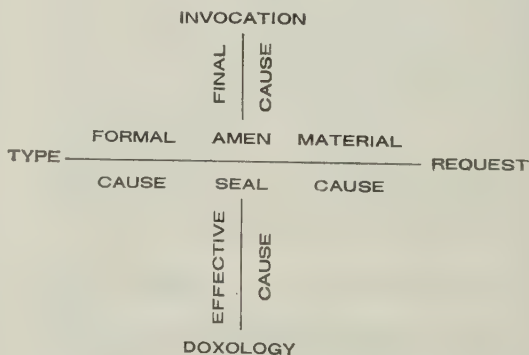 INVOCATION
FINAL CAUSE
FORMAL AMEN MATERIAL
TYPE REQUEST
CAUSE SEAL CAUSE
EFFECTIVE CAUSE
DOXOLOGY